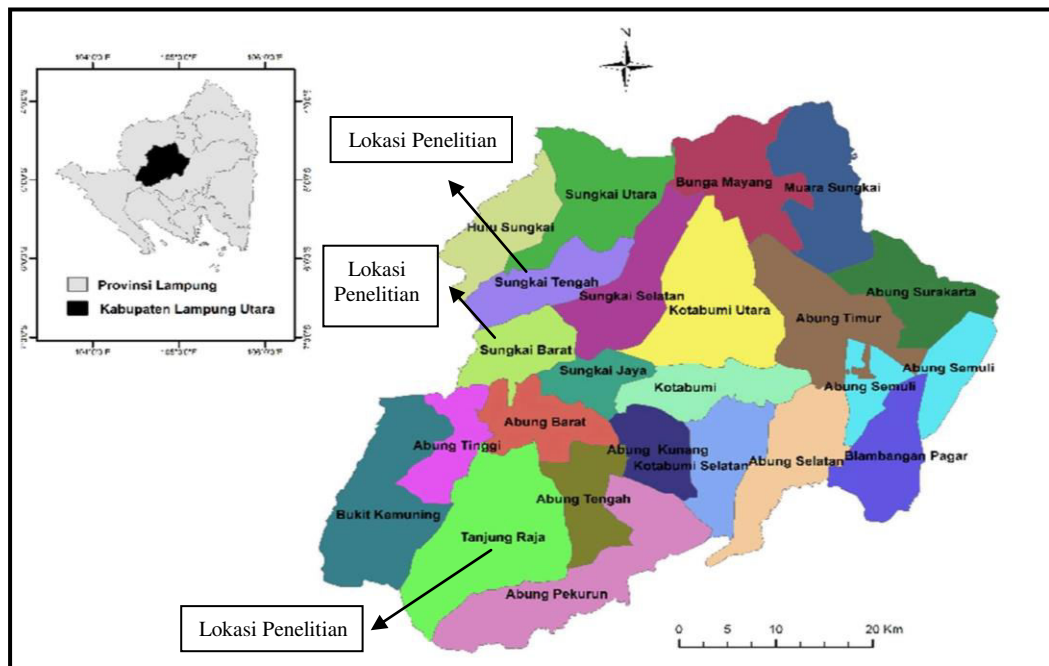 Z
Lokasi Penelitian
Provinsi Lampung
Kabupaten Lampung Utara
Lokasi
Penelitian
Sungkai Utara
Bunga Mayang
Muara Sungkai
Hulu Sungkai
Sungkai Tengah
Sungkai Selatan
Kotabumi Utara
Abung Timur
Abung Surakarta
Sungkai Barat
Sungkai Jaya
Kotabumi
Abung Semuli
Abung Semuli
Abung Tinggi
Abung Barat
Abung Kunang
Kotabumi Selatan
Abung Selatan
Blambangan Pagar
Bukit Kemuning
Tanjung Raja
Abung Tengah
Abung Pekurun
Lokasi Penelitian
0 5 10 20 Km